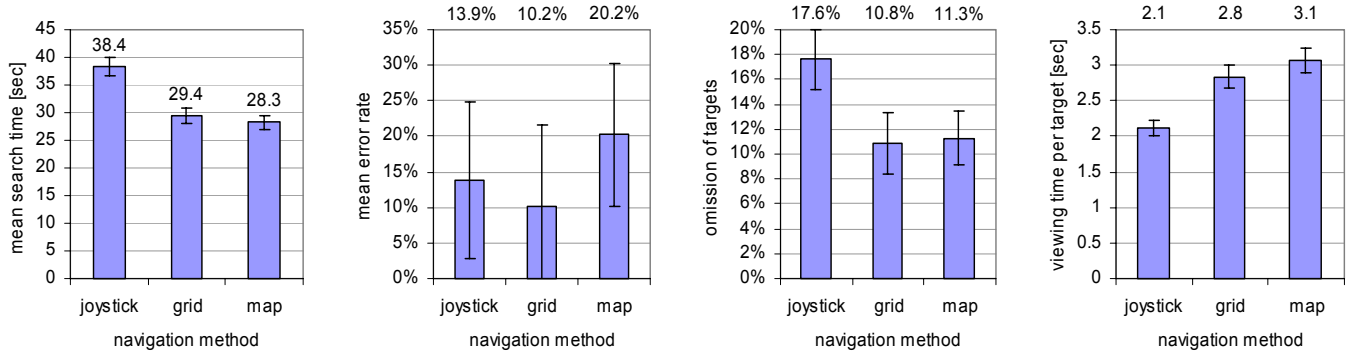 mean search time [sec]
45
40
35
30
25
20
15
10
5
0
38.4
29.4
28.3
joystick grid map
navigation method
13.9% 10.2% 20.2%
mean error rate
35%
30%
25%
20%
15%
10%
5%
0%
joystick grid map
navigation method
17.6% 10.8% 11.3%
omission of targets
20%
18%
16%
14%
12%
10%
8%
6%
4%
2%
0%
joystick grid map
navigation method
2.1 2.8 3.1
viewing time per target [sec]
3.5
3
2.5
2
1.5
1
0.5
0
joystick grid map
navigation method